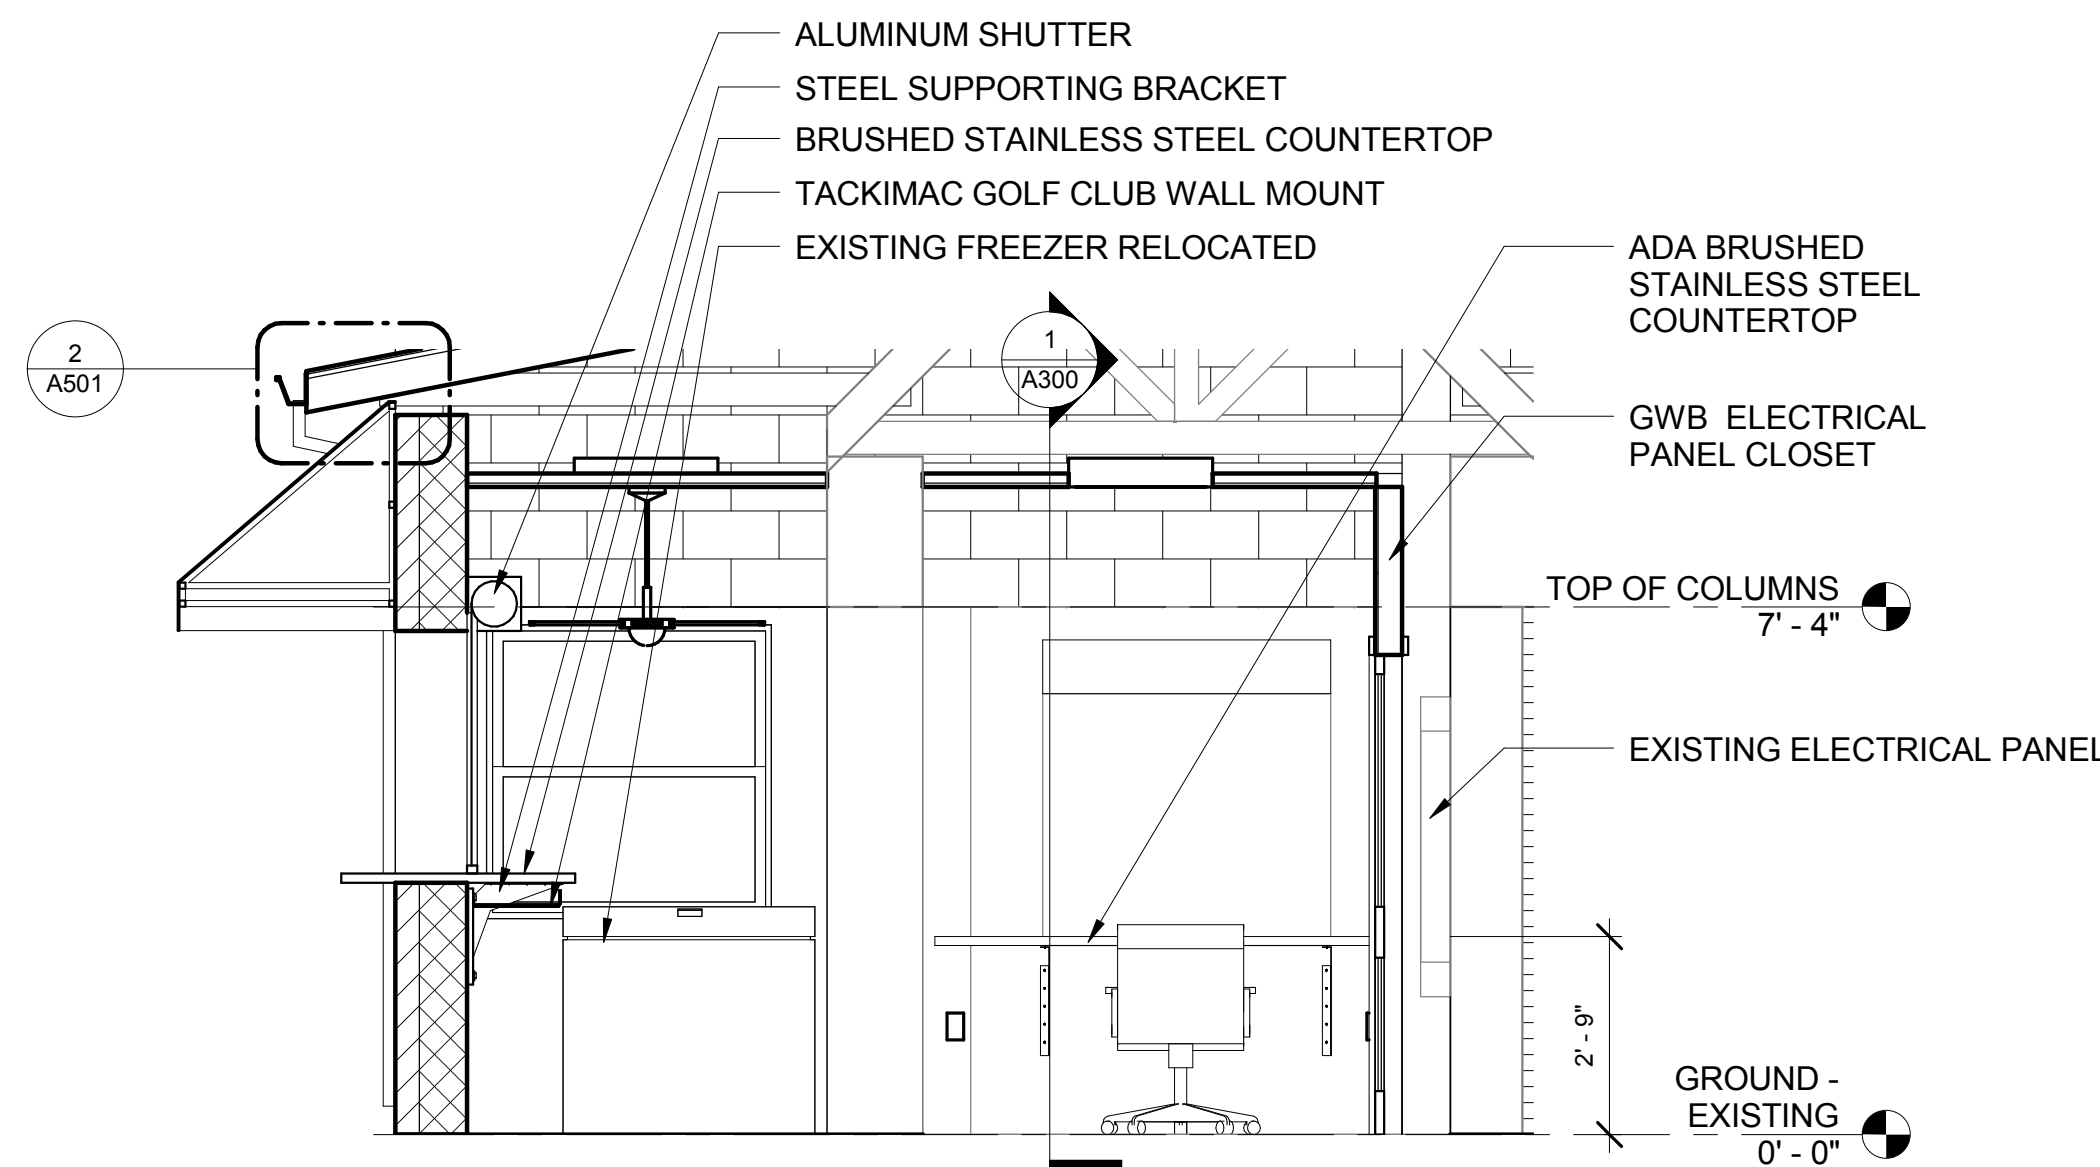 ALUMINUM SHUTTER
STEEL SUPPORTING BRACKET
BRUSHED STAINLESS STEEL COUNTERTOP
TACKIMAC GOLF CLUB WALL MOUNT
EXISTING FREEZER RELOCATED
ADA BRUSHED
STAINLESS STEEL
COUNTERTOP
2
A501
1
A300
GWB ELECTRICAL
PANEL CLOSET
TOP OF COLUMNS
7' - 4"
EXISTING ELECTRICAL PANEL
2' - 9"
GROUND -
EXISTING
0' - 0"